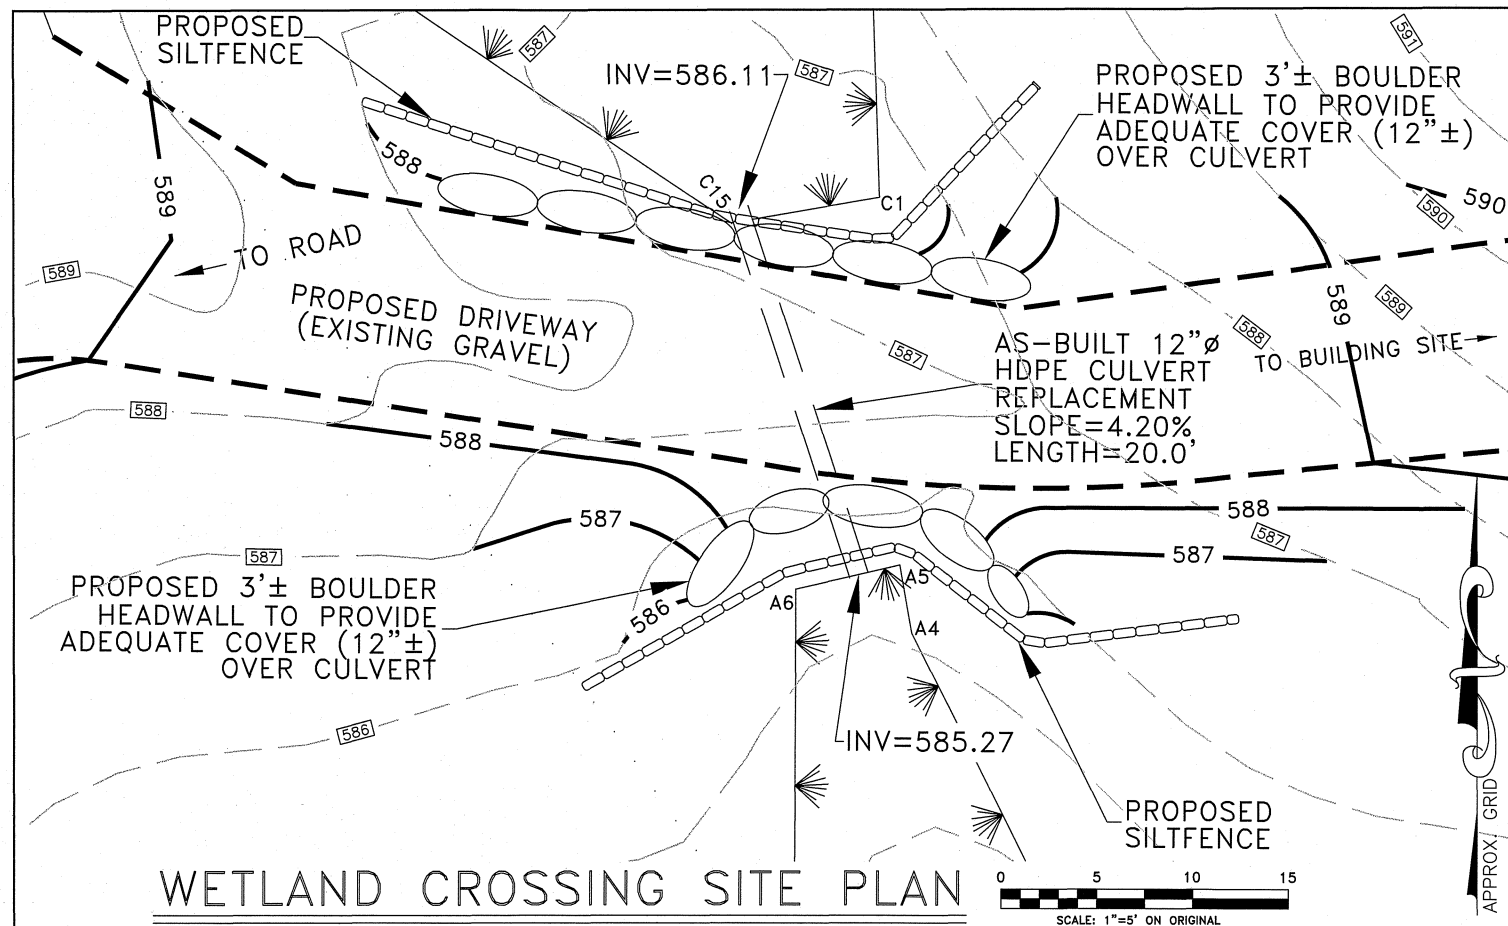 PROPOSED
SILTFENCE
587
INV=586.11
587
591
PROPOSED 3'± BOULDER
HEADWALL TO PROVIDE
ADEQUATE COVER (12"±)
OVER CULVERT
588
589
C15
C1
590
590
TO ROAD
589
PROPOSED DRIVEWAY
(EXISTING GRAVEL)
589
589
588
587
AS-BUILT 12"ø
HDPE CULVERT
REPLACEMENT
SLOPE=4.20%
LENGTH=20.0'
TO BUILDING SITE
588
588
587
588
587
587
587
PROPOSED 3'± BOULDER
HEADWALL TO PROVIDE
ADEQUATE COVER (12"±)
OVER CULVERT
586
A6
A5
A4
586
INV=585.27
PROPOSED
SILTFENCE
WETLAND CROSSING SITE PLAN
0 5 10 15
SCALE: 1"=5' ON ORIGINAL
APPROX. GRID